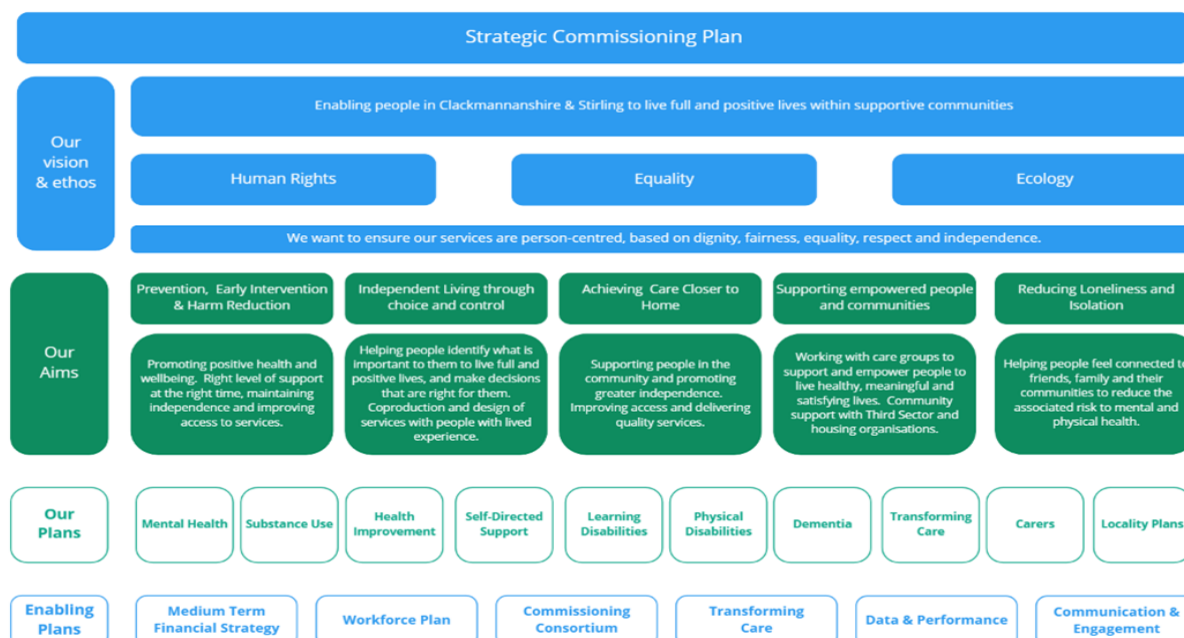 Strategic Commissioning Plan
Our
vision
& ethos
Enabling people in Clackmannanshire & Stirling to live full and positive lives within supportive communities
Human Rights
Equality
Ecology
We want to ensure our services are person-centred, based on dignity, fairness, equality, respect and independence.
Our
Aims
Prevention, Early Intervention
& Harm Reduction
Independent Living through
choice and control
Achieving Care Closer to
Home
Supporting empowered people
and communities
Reducing Loneliness and
Isolation
Promoting positive health and
wellbeing. Right level of support
at the right time, maintaining
independence and improving
access to services.
Helping people identify what is
important to them to live full and
positive lives, and make decisions
that are right for them.
Coproduction and design of
services with people with lived
experience.
Supporting people in the
community and promoting
greater independence.
Improving access and delivering
quality services.
Working with care groups to
support and empower people to
live healthy, meaningful and
satisfying lives. Community
support with Third Sector and
housing organisations.
Helping people feel connected to
friends, family and their
communities to reduce the
associated risk to mental and
physical health.
Our
Plans
Mental Health
Substance Use
Health
Improvement
Self-Directed
Support
Learning
Disabilities
Physical
Disabilities
Dementia
Transforming
Care
Carers
Locality Plans
Enabling
Plans
Medium Term
Financial Strategy
Workforce Plan
Commissioning
Consortium
Transforming
Care
Data & Performance
Communication &
Engagement